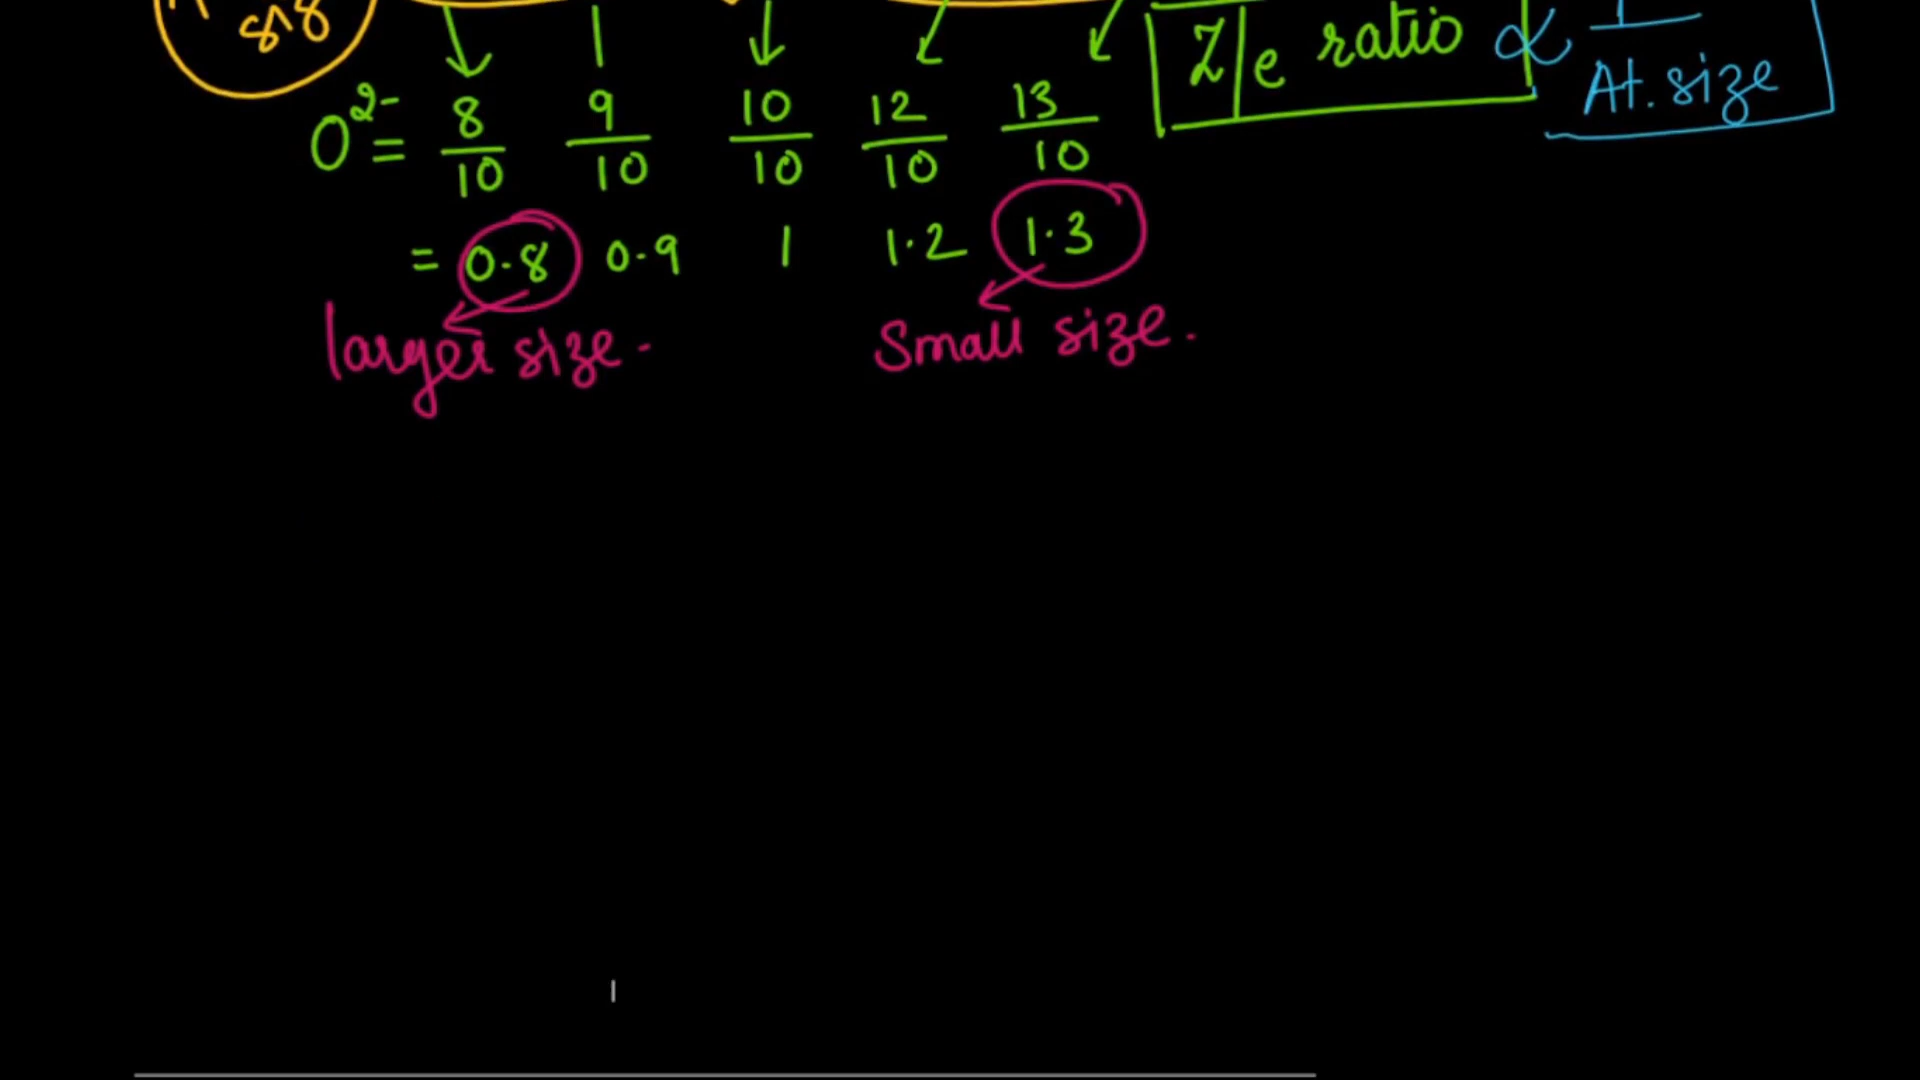 Z/e ratio ∝ 1/At. size
O²⁻ = 8/10 9/10 10/10 12/10 13/10
= 0.8 0.9 1 1.2 1.3
larger size. Small size.